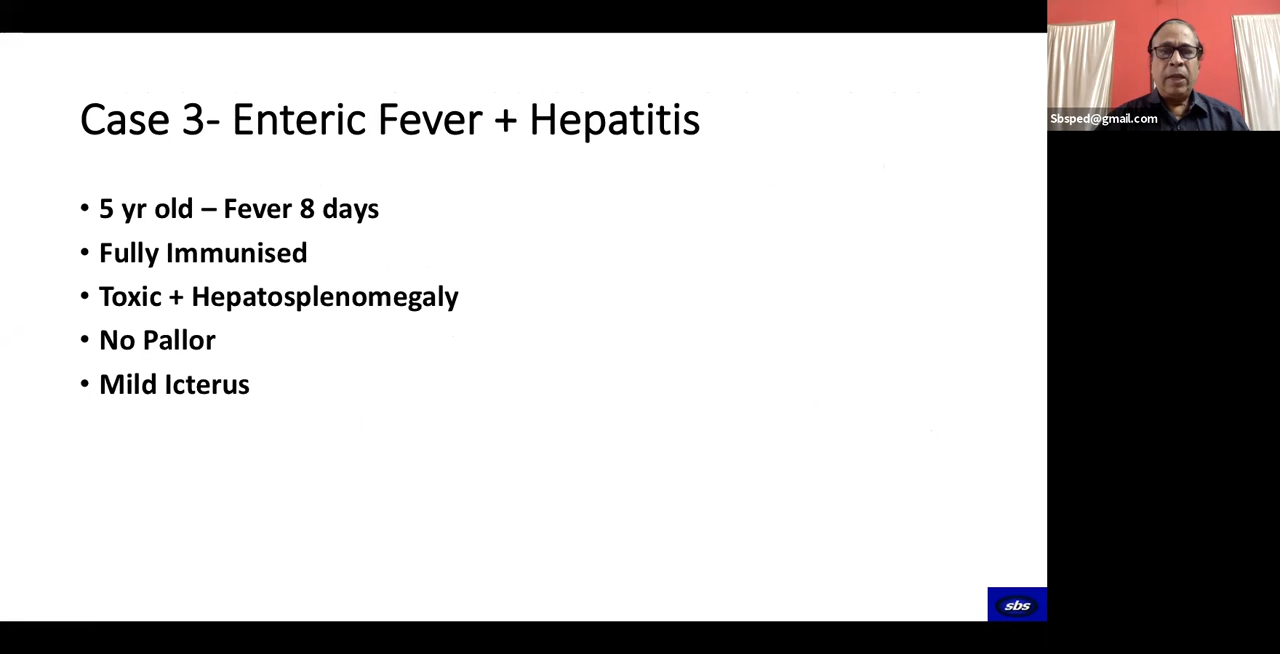 Case 3- Enteric Fever + Hepatitis
• 5 yr old – Fever 8 days
• Fully Immunised
• Toxic + Hepatosplenomegaly
• No Pallor
• Mild Icterus
Sbsped@gmail.com
sbs